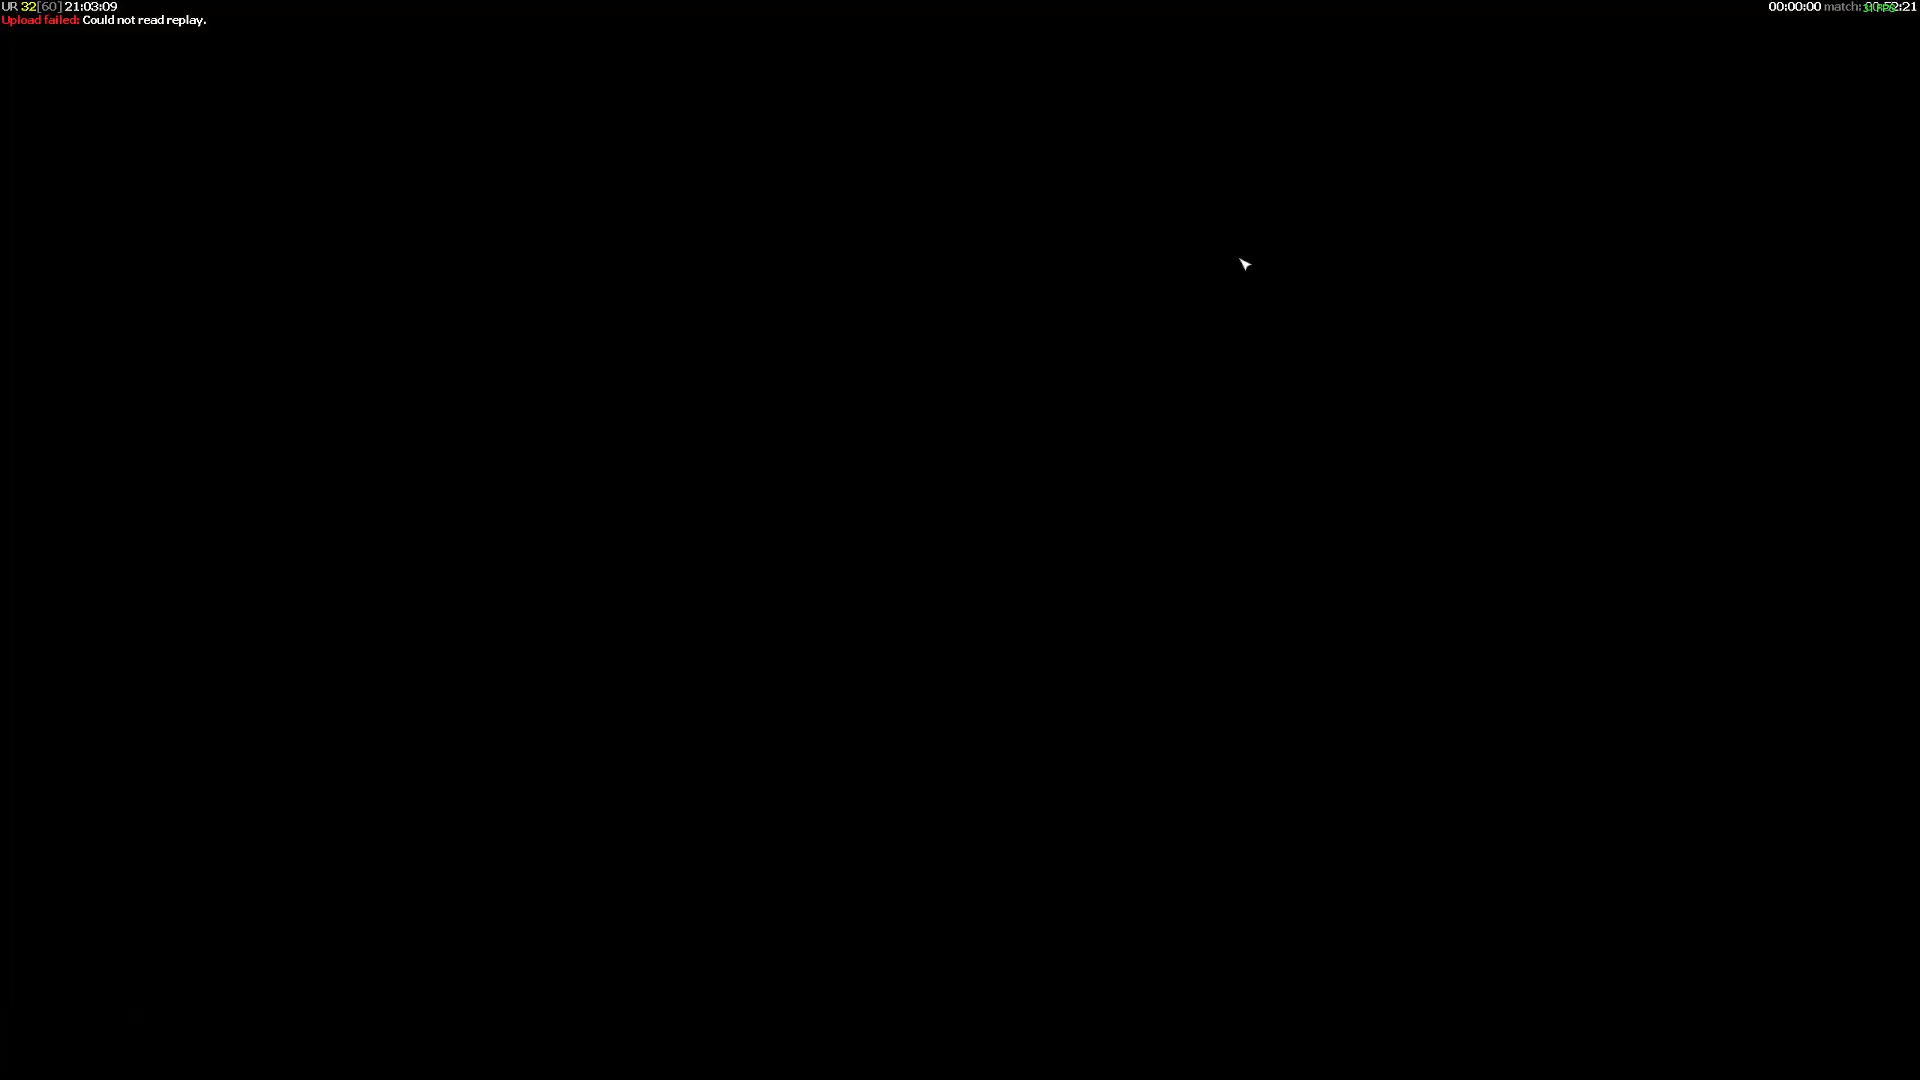 UR 32[60] 21:03:09
Upload failed: Could not read replay.
00:00:00 match: